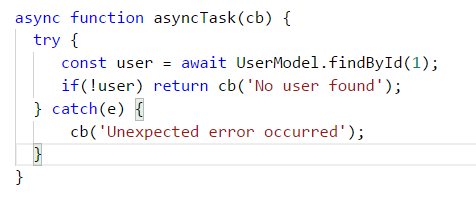 async function asyncTask(cb) {
try {
const user = await UserModel.findById(1);
if(!user) return cb('No user found');
} catch(e) {
cb('Unexpected error occurred');
}
}